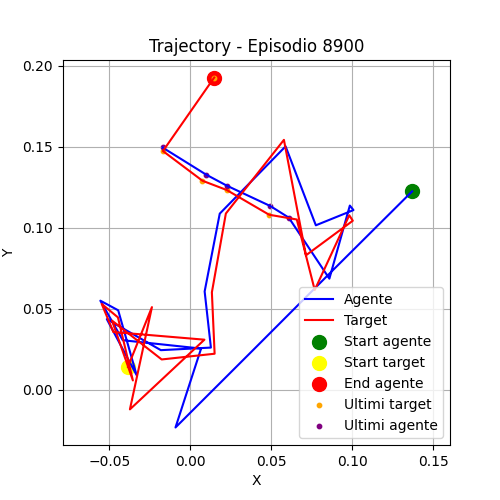 Trajectory - Episodio 8900
0.20
0.15
0.10
0.05
0.00
Y
−0.05
0.00
0.05
0.10
0.15
X
Agente
Target
Start agente
Start target
End agente
Ultimi target
Ultimi agente